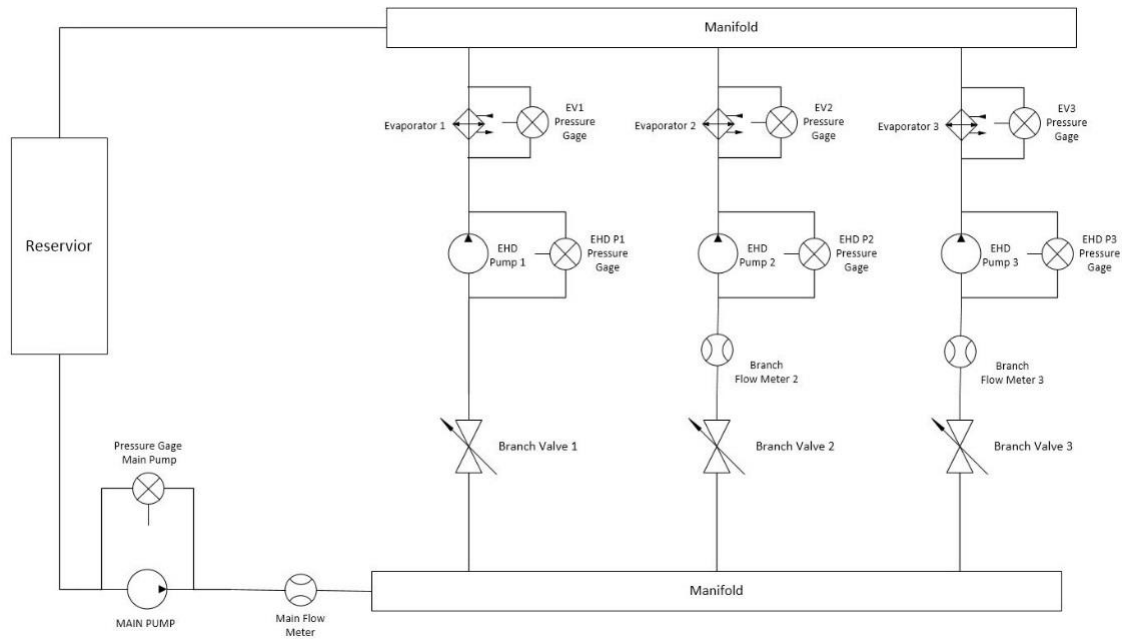 Manifold
Evaporator 1
EV1
Pressure
Gage
Evaporator 2
EV2
Pressure
Gage
Evaporator 3
EV3
Pressure
Gage
Reservior
EHD
Pump 1
EHD P1
Pressure
Gage
EHD
Pump 2
EHD P2
Pressure
Gage
EHD
Pump 3
EHD P3
Pressure
Gage
Branch
Flow Meter 2
Branch
Flow Meter 3
Branch Valve 1
Branch Valve 2
Branch Valve 3
Pressure Gage
Main Pump
MAIN PUMP
Main Flow
Meter
Manifold